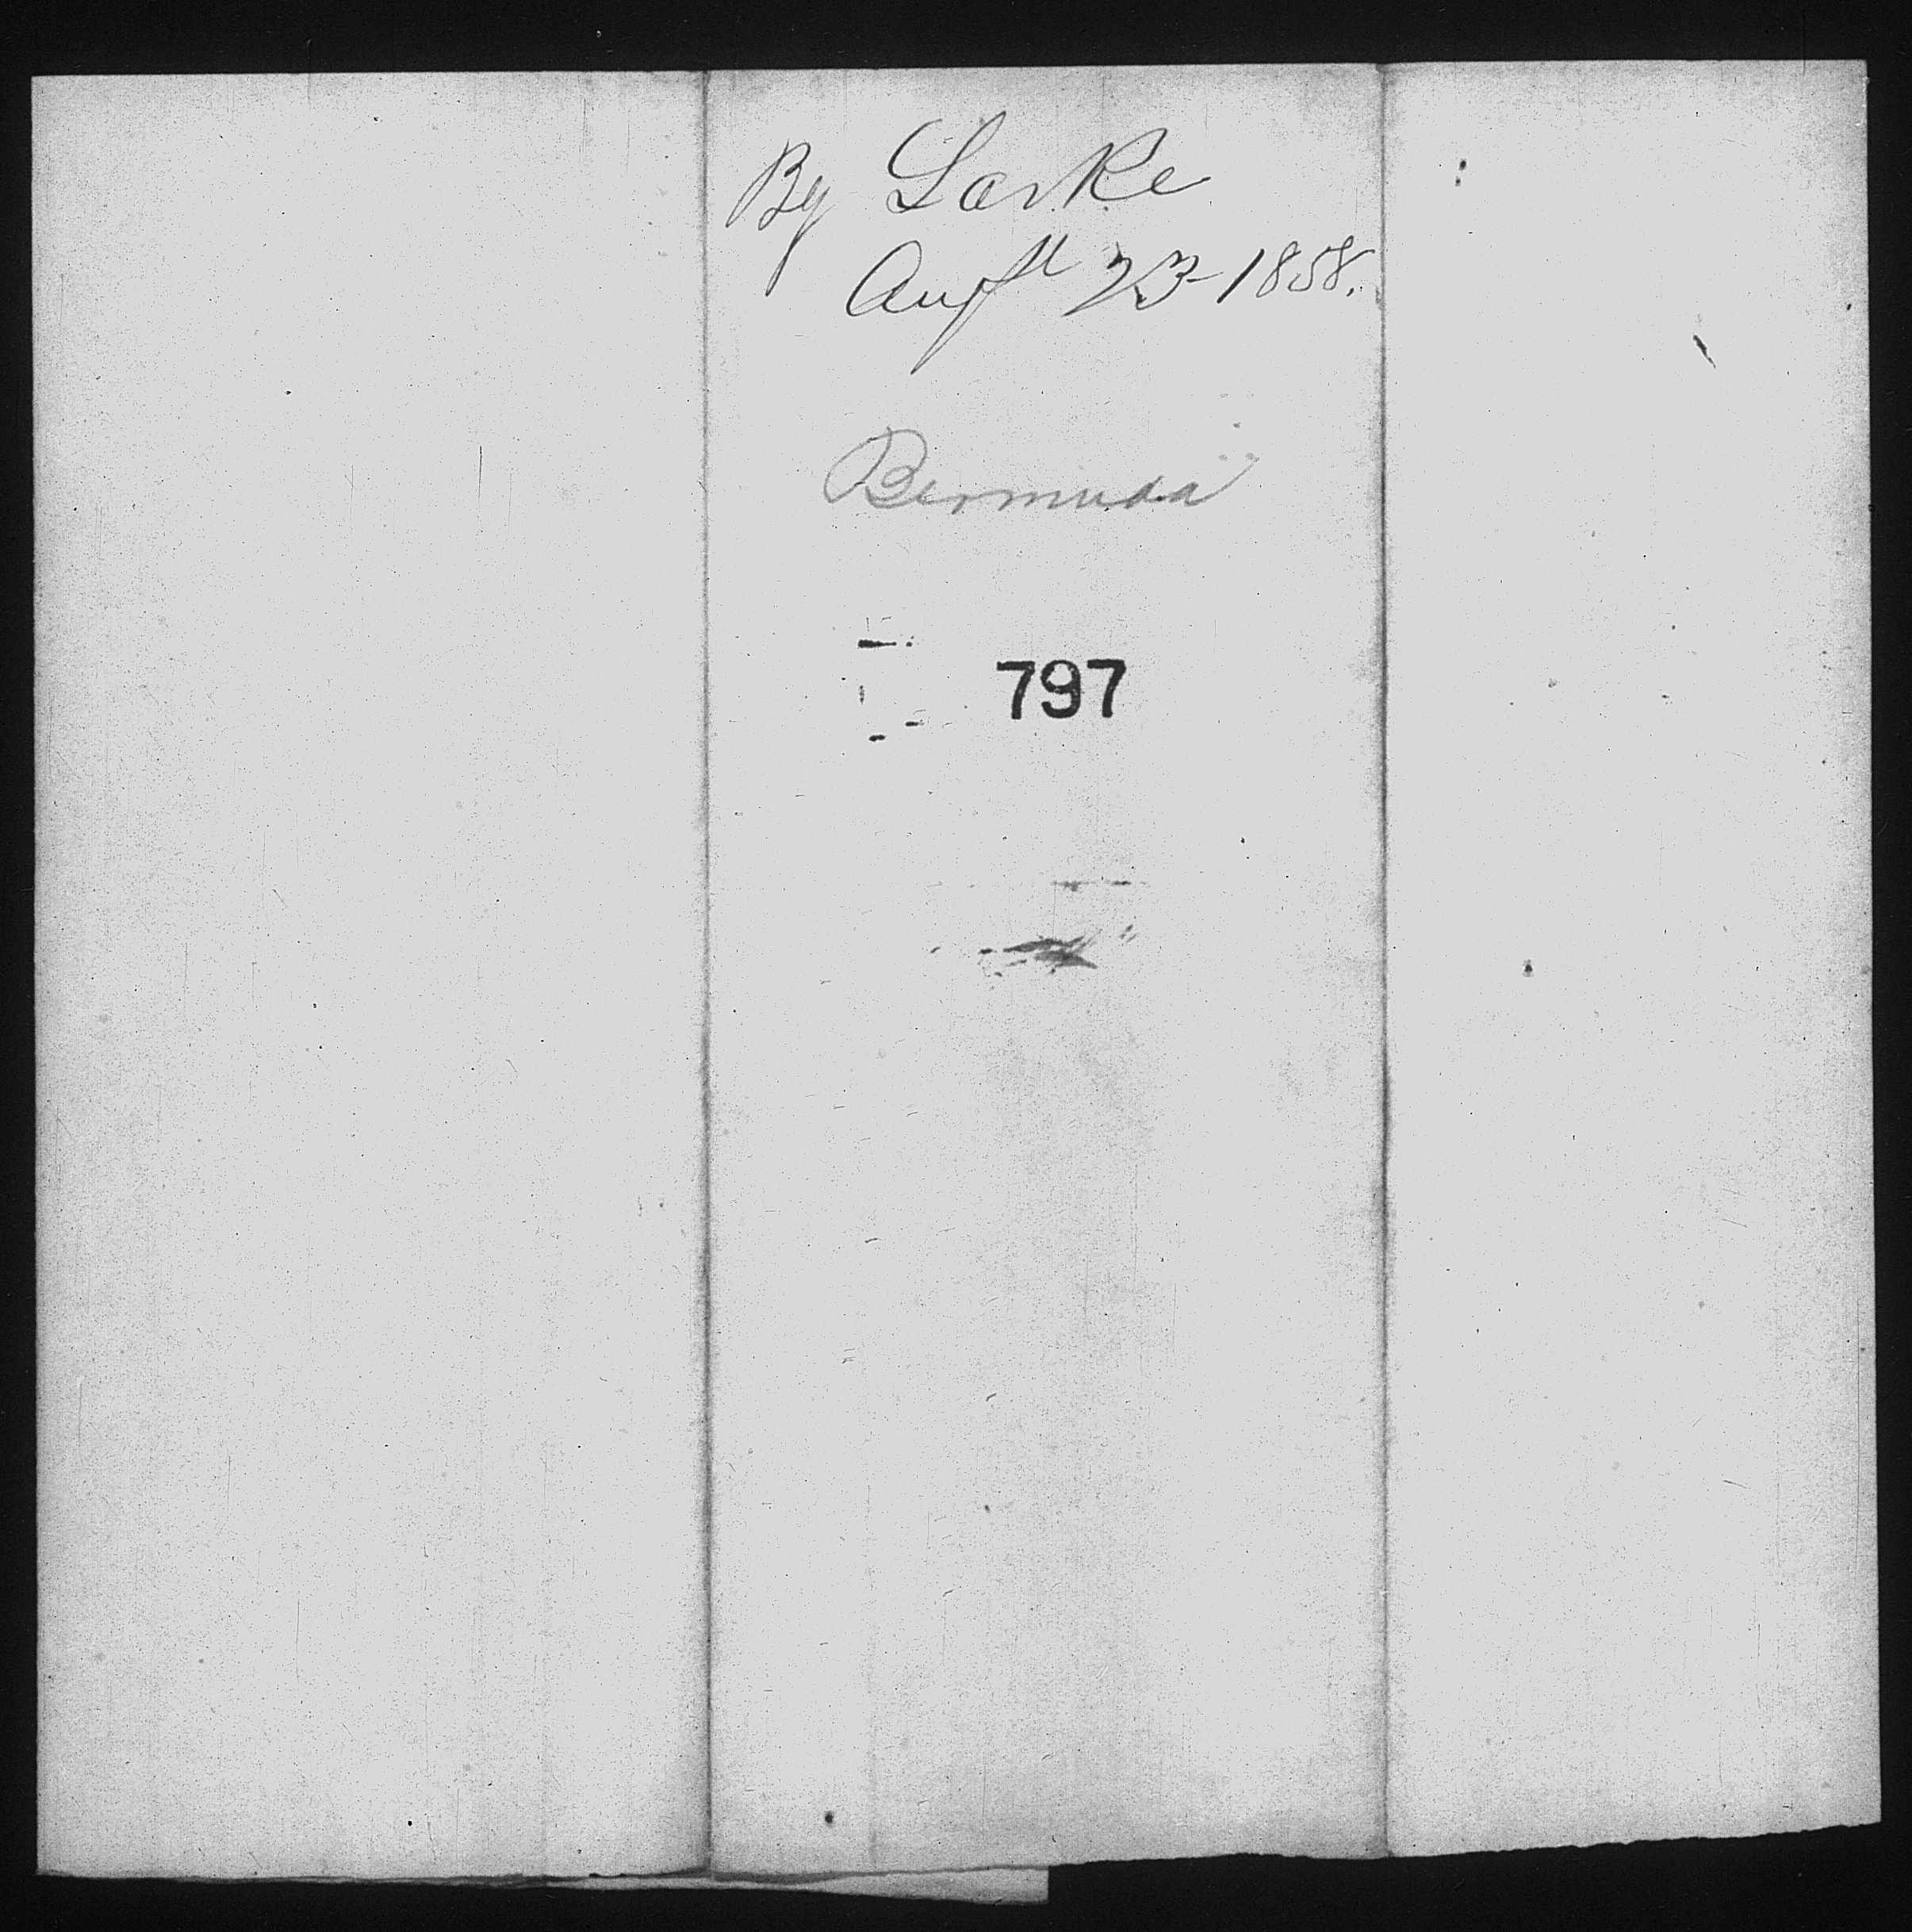 By Larke
Augt 23-1858.
Bermuda
797